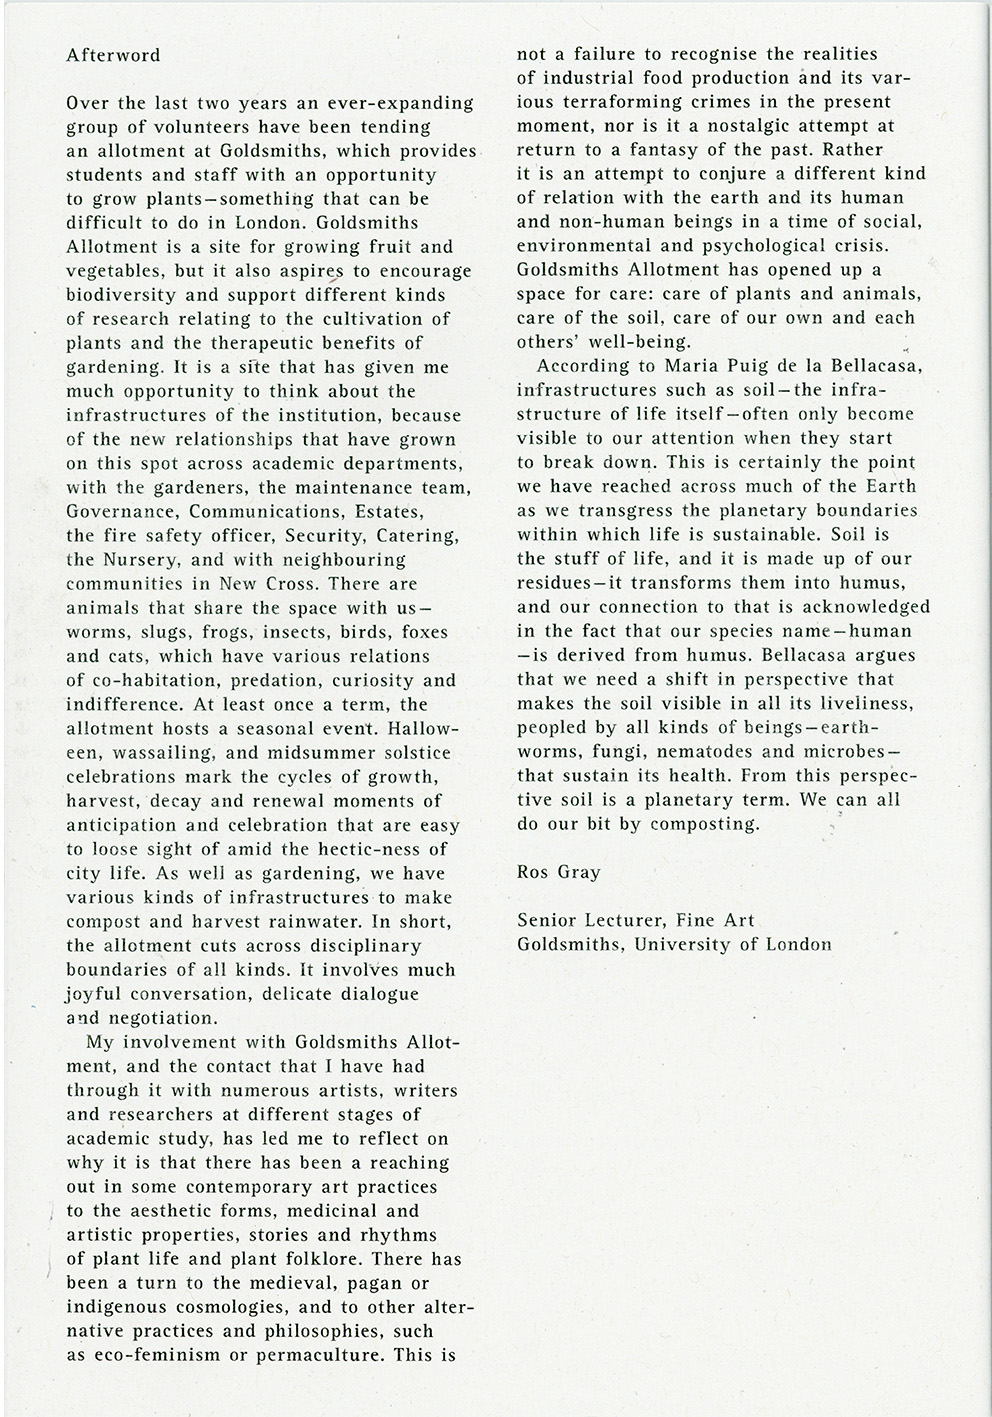 Afterword
Over the last two years an ever-expanding
group of volunteers have been tending
an allotment at Goldsmiths, which provides
students and staff with an opportunity
to grow plants—something that can be
difficult to do in London. Goldsmiths
Allotment is a site for growing fruit and
vegetables, but it also aspires to encourage
biodiversity and support different kinds
of research relating to the cultivation of
plants and the therapeutic benefits of
gardening. It is a site that has given me
much opportunity to think about the
infrastructures of the institution, because
of the new relationships that have grown
on this spot across academic departments,
with the gardeners, the maintenance team,
Governance, Communications, Estates,
the fire safety officer, Security, Catering,
the Nursery, and with neighbouring
communities in New Cross. There are
animals that share the space with us—
worms, slugs, frogs, insects, birds, foxes
and cats, which have various relations
of co-habitation, predation, curiosity and
indifference. At least once a term, the
allotment hosts a seasonal event. Hallow-
een, wassailing, and midsummer solstice
celebrations mark the cycles of growth,
harvest, decay and renewal moments of
anticipation and celebration that are easy
to loose sight of amid the hectic-ness of
city life. As well as gardening, we have
various kinds of infrastructures to make
compost and harvest rainwater. In short,
the allotment cuts across disciplinary
boundaries of all kinds. It involves much
joyful conversation, delicate dialogue
and negotiation.
My involvement with Goldsmiths Allot-
ment, and the contact that I have had
through it with numerous artists, writers
and researchers at different stages of
academic study, has led me to reflect on
why it is that there has been a reaching
out in some contemporary art practices
to the aesthetic forms, medicinal and
artistic properties, stories and rhythms
of plant life and plant folklore. There has
been a turn to the medieval, pagan or
indigenous cosmologies, and to other alter-
native practices and philosophies, such
as eco-feminism or permaculture. This is
not a failure to recognise the realities
of industrial food production and its var-
ious terraforming crimes in the present
moment, nor is it a nostalgic attempt at
return to a fantasy of the past. Rather
it is an attempt to conjure a different kind
of relation with the earth and its human
and non-human beings in a time of social,
environmental and psychological crisis.
Goldsmiths Allotment has opened up a
space for care: care of plants and animals,
care of the soil, care of our own and each
others’ well-being.
According to Maria Puig de la Bellacasa,
infrastructures such as soil—the infra-
structure of life itself—often only become
visible to our attention when they start
to break down. This is certainly the point
we have reached across much of the Earth
as we transgress the planetary boundaries
within which life is sustainable. Soil is
the stuff of life, and it is made up of our
residues—it transforms them into humus,
and our connection to that is acknowledged
in the fact that our species name—human
—is derived from humus. Bellacasa argues
that we need a shift in perspective that
makes the soil visible in all its liveliness,
peopled by all kinds of beings—earth-
worms, fungi, nematodes and microbes—
that sustain its health. From this perspec-
tive soil is a planetary term. We can all
do our bit by composting.
Ros Gray
Senior Lecturer, Fine Art
Goldsmiths, University of London